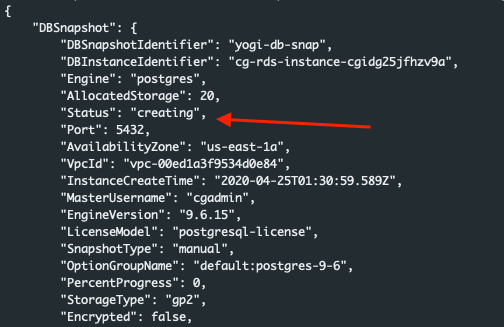 {
"DBSnapshot": {
"DBSnapshotIdentifier": "yogi-db-snap",
"DBInstanceIdentifier": "cg-rds-instance-cgidg25jfhzv9a",
"Engine": "postgres",
"AllocatedStorage": 20,
"Status": "creating",
"Port": 5432,
"AvailabilityZone": "us-east-1a",
"VpcId": "vpc-00ed1a3f9534d0e84",
"InstanceCreateTime": "2020-04-25T01:30:59.589Z",
"MasterUsername": "cgadmin",
"EngineVersion": "9.6.15",
"LicenseModel": "postgresql-license",
"SnapshotType": "manual",
"OptionGroupName": "default:postgres-9-6",
"PercentProgress": 0,
"StorageType": "gp2",
"Encrypted": false,